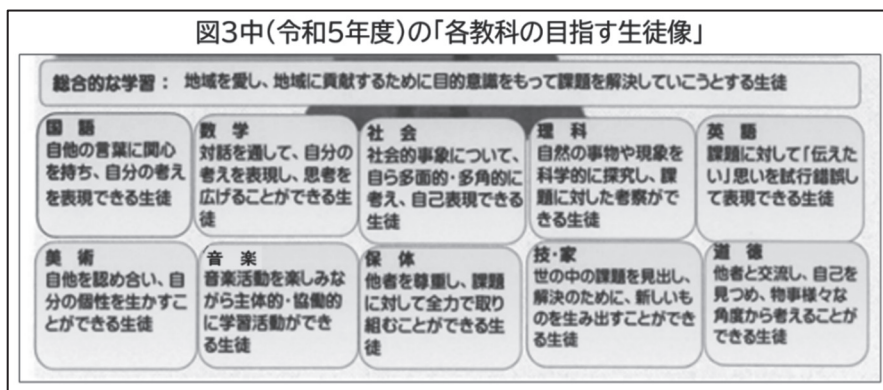 図3中(令和5年度)の「各教科の目指す生徒像」
総合的な学習： 地域を愛し、地域に貢献するために目的意識をもって課題を解決していこうとする生徒
国 語
自他の言葉に関心
を持ち、自分の考え
を表現できる生徒
数 学
対話を通して、自分の
考えを表現し、思考を
広げることができる生
徒
社 会
社会的事象について、
自ら多面的・多角的に
考え、自己表現できる
生徒
理 科
自然の事物や現象を
科学的に探究し、課
題に対した考察がで
きる生徒
英 語
課題に対して「伝えた
い」思いを試行錯誤し
て表現できる生徒
美 術
自他を認め合い、自
分の個性を生かすこ
とができる生徒
音 楽
音楽活動を楽しみな
がら主体的・協働的
に学習活動ができ
る生徒
保 体
他者を尊重し、課題
に対して全力で取り
組むことができる生
徒
技・家
世の中の課題を見出し、
解決のために、新しいも
のを生み出すことができ
る生徒
道 徳
他者と交流し、自己を
見つめ、物事様々な
角度から考えることが
できる生徒